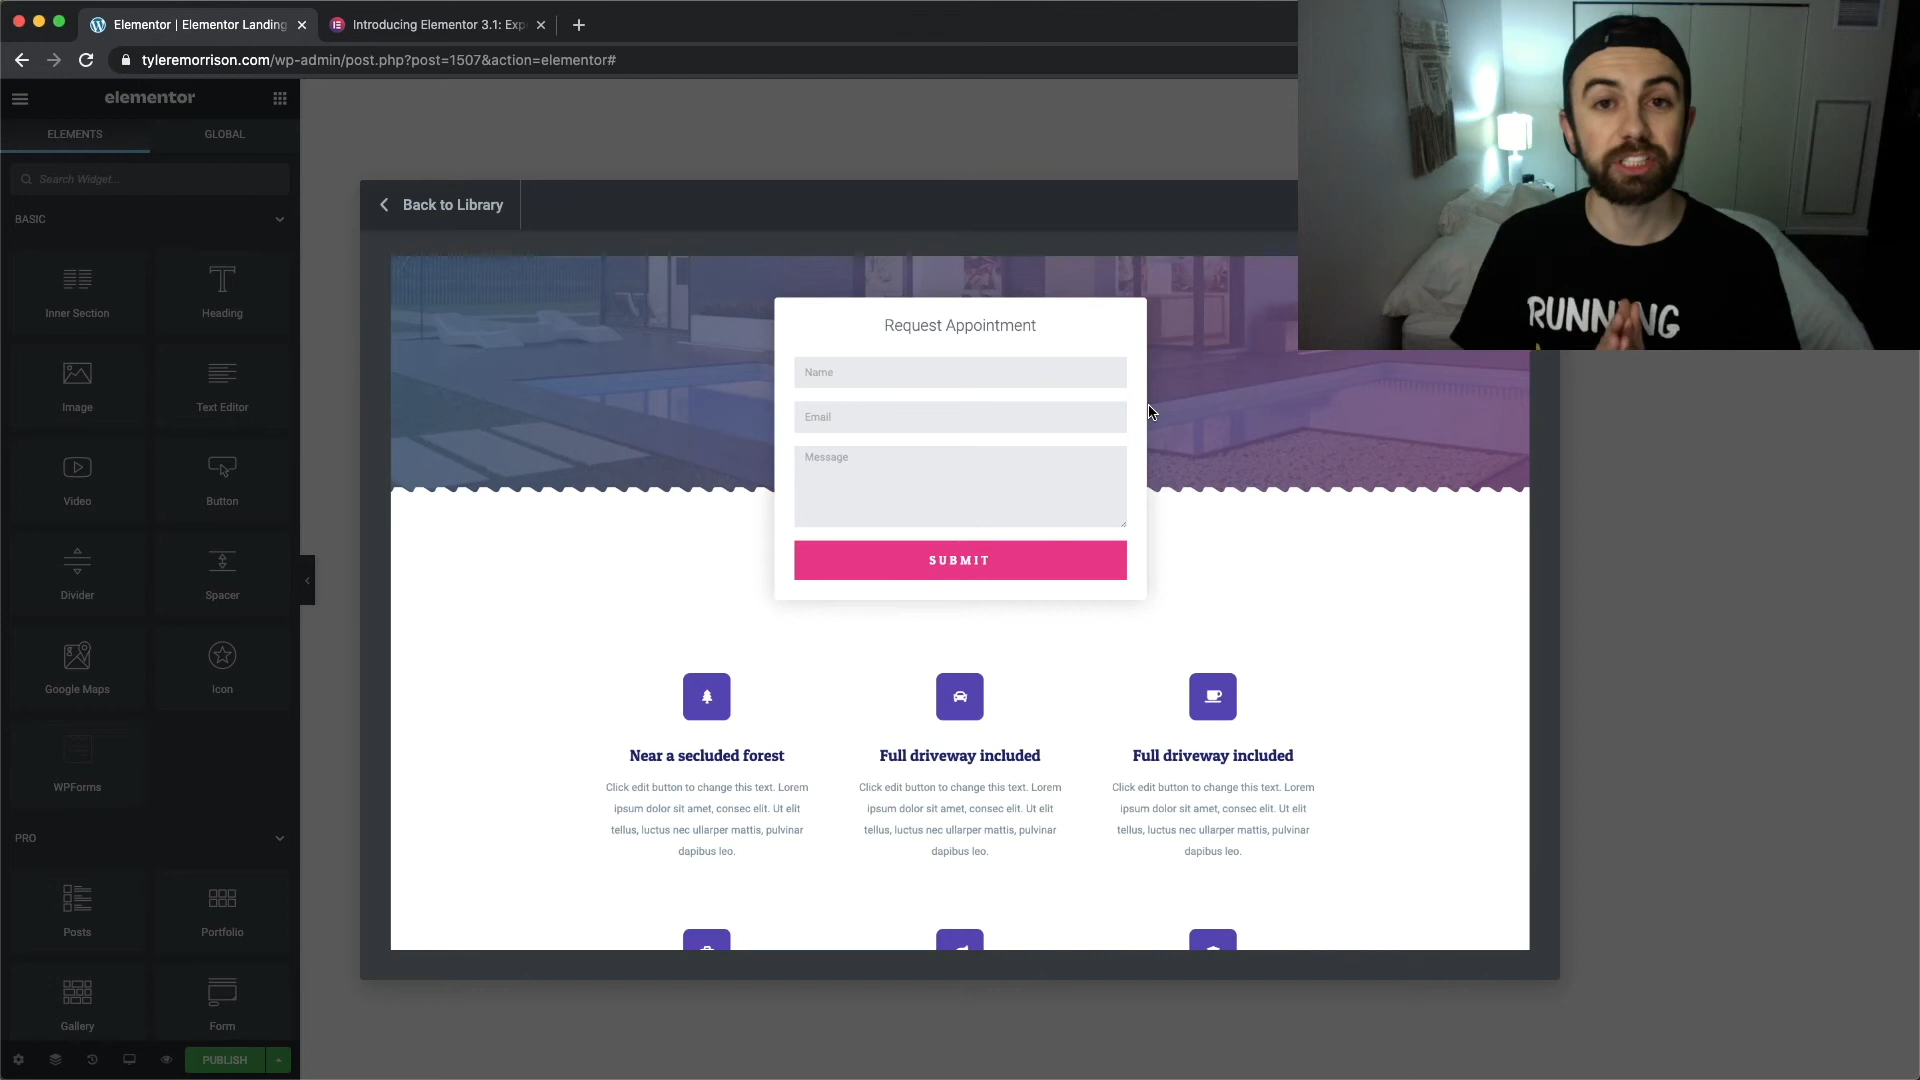 Elementor | Elementor Landing
Introducing Elementor 3.1: Exp
tyleremorrison.com/wp-admin/post.php?post=1507&action=elementor#
elementor
ELEMENTS
GLOBAL
Search Widget...
BASIC
Inner Section
Heading
Image
Text Editor
Video
Button
Divider
Spacer
Google Maps
Icon
WPForms
PRO
Posts
Portfolio
Gallery
Form
PUBLISH
Back to Library
Request Appointment
Name
Email
Message
SUBMIT
Near a secluded forest
Click edit button to change this text. Lorem
ipsum dolor sit amet, consec elit. Ut elit
tellus, luctus nec ullarper mattis, pulvinar
dapibus leo.
Full driveway included
Click edit button to change this text. Lorem
ipsum dolor sit amet, consec elit. Ut elit
tellus, luctus nec ullarper mattis, pulvinar
dapibus leo.
Full driveway included
Click edit button to change this text. Lorem
ipsum dolor sit amet, consec elit. Ut elit
tellus, luctus nec ullarper mattis, pulvinar
dapibus leo.
RUNNING